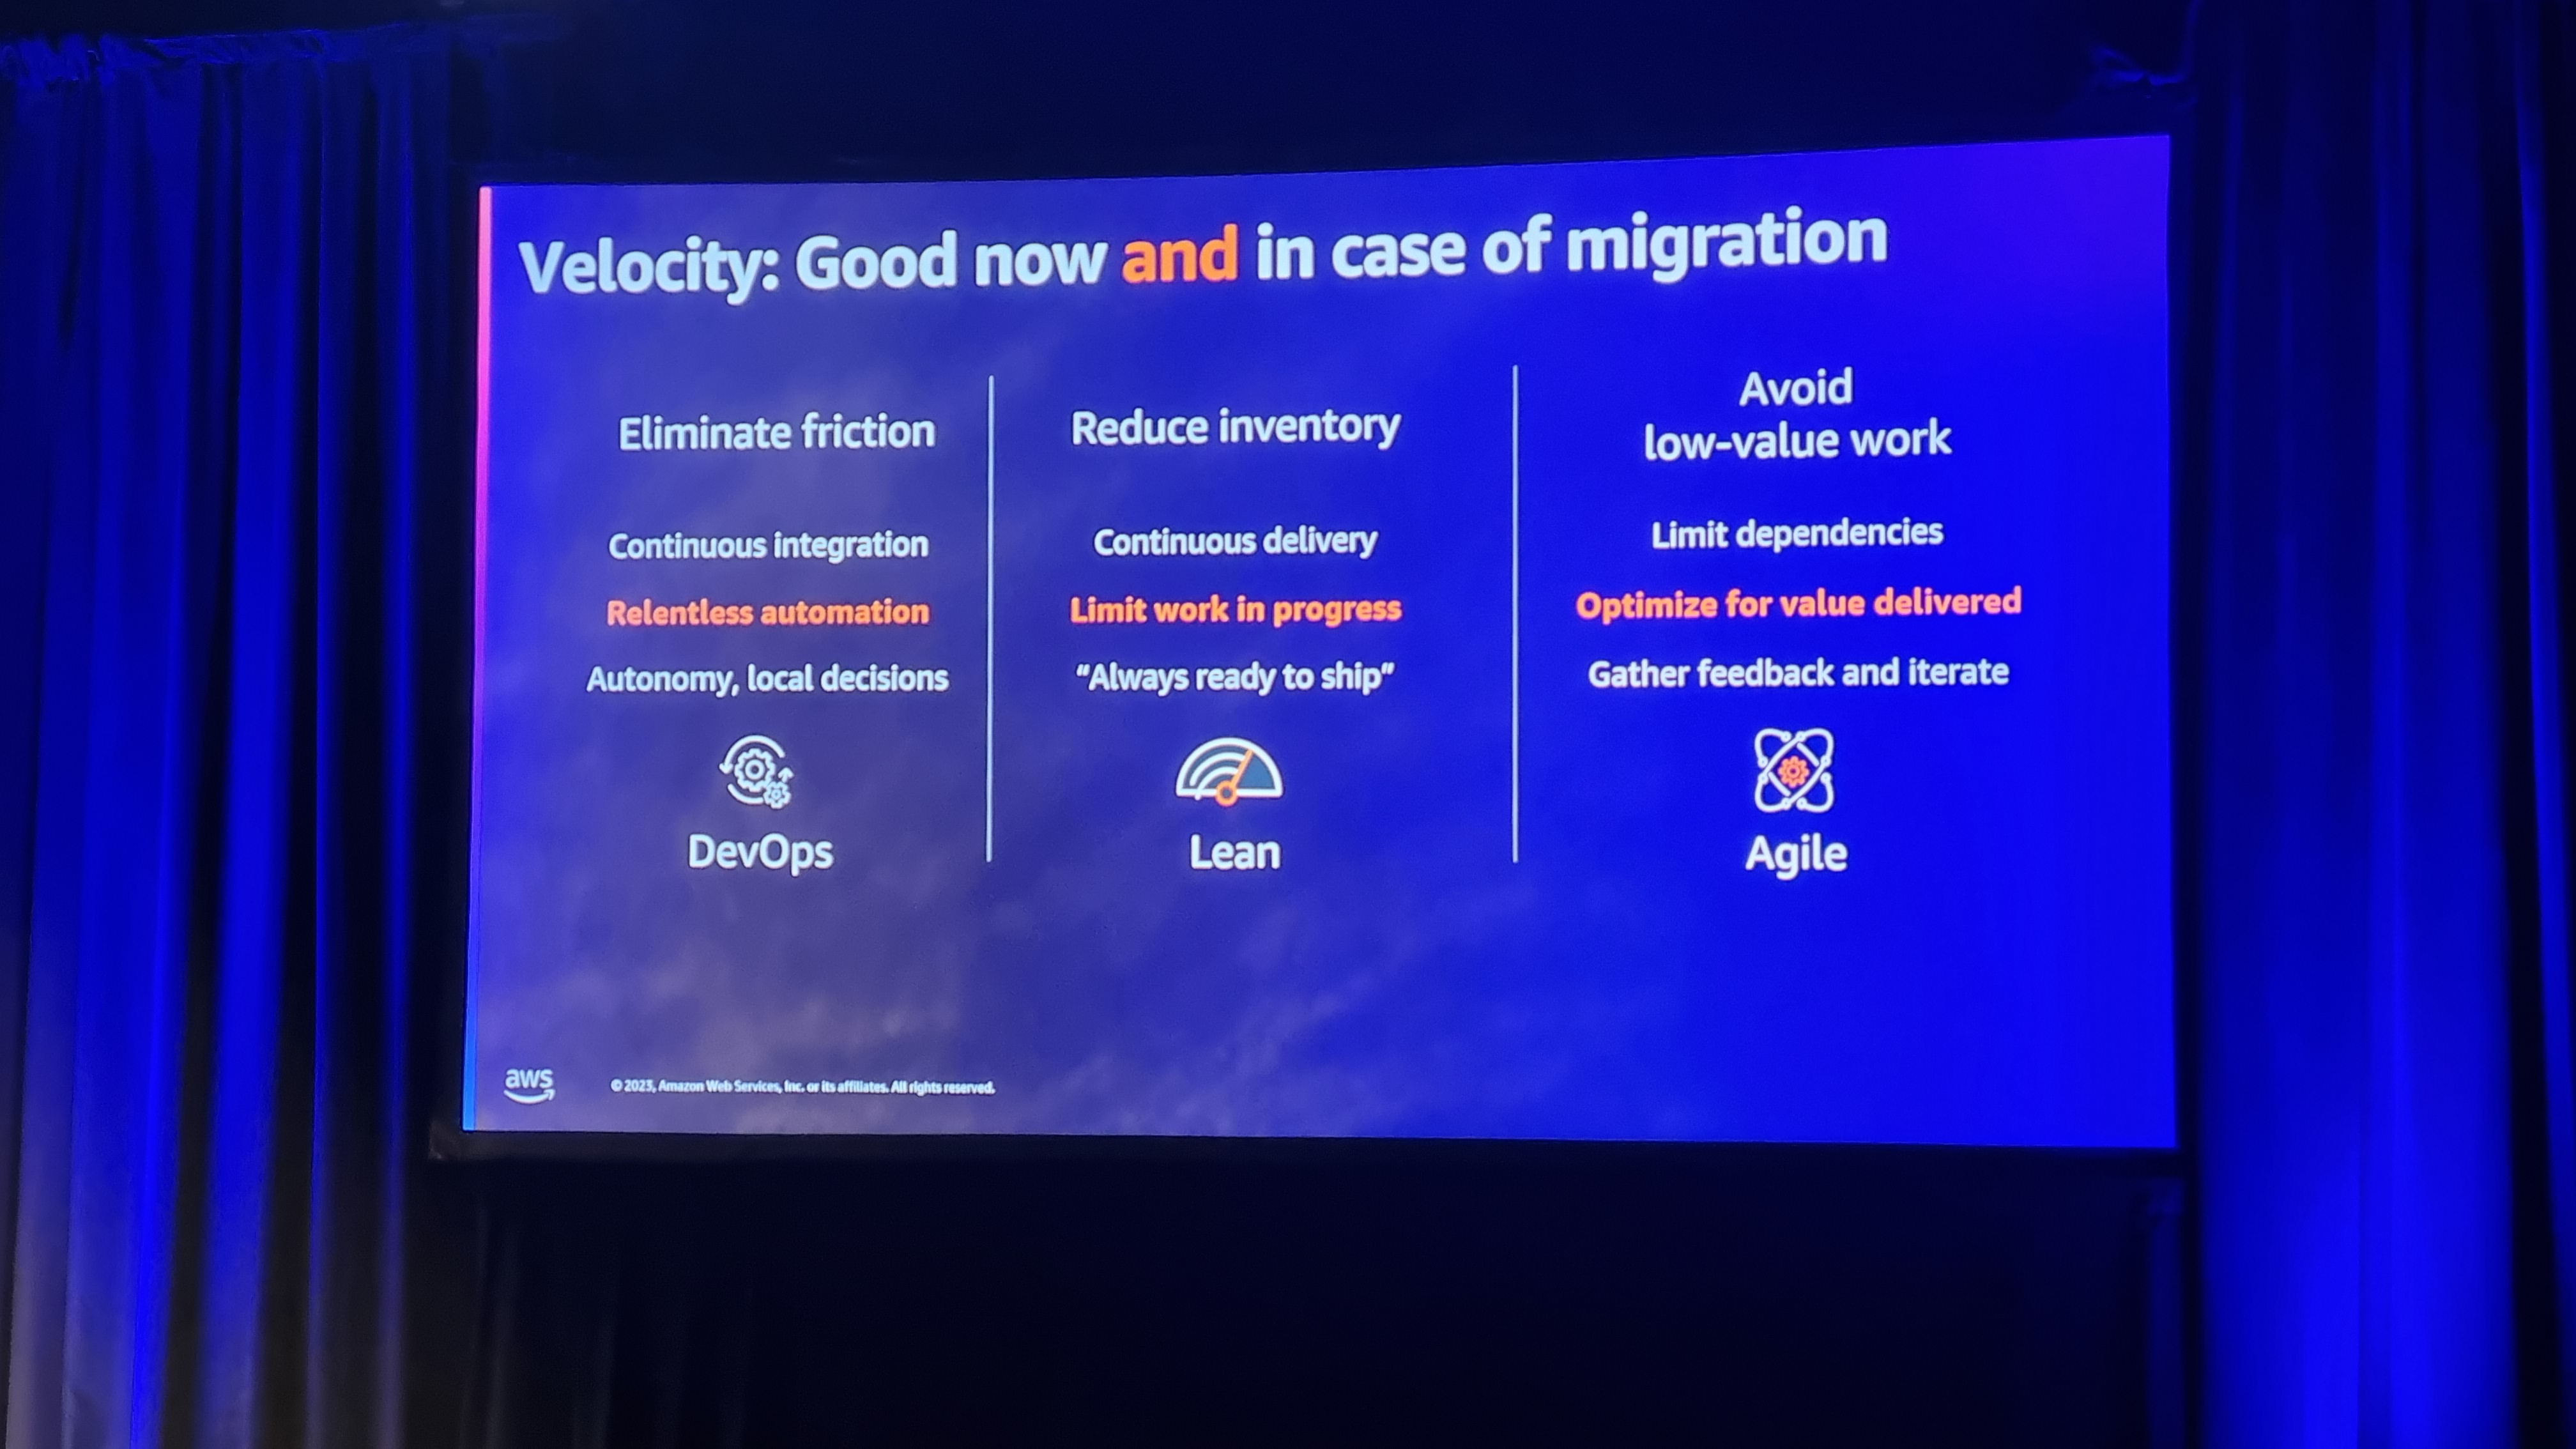 Velocity: Good now and in case of migration
Eliminate friction
Continuous integration
Relentless automation
Autonomy, local decisions
DevOps
Reduce inventory
Continuous delivery
Limit work in progress
“Always ready to ship”
Lean
Avoid
low-value work
Limit dependencies
Optimize for value delivered
Gather feedback and iterate
Agile
aws
© 2023, Amazon Web Services, Inc. or its affiliates. All rights reserved.